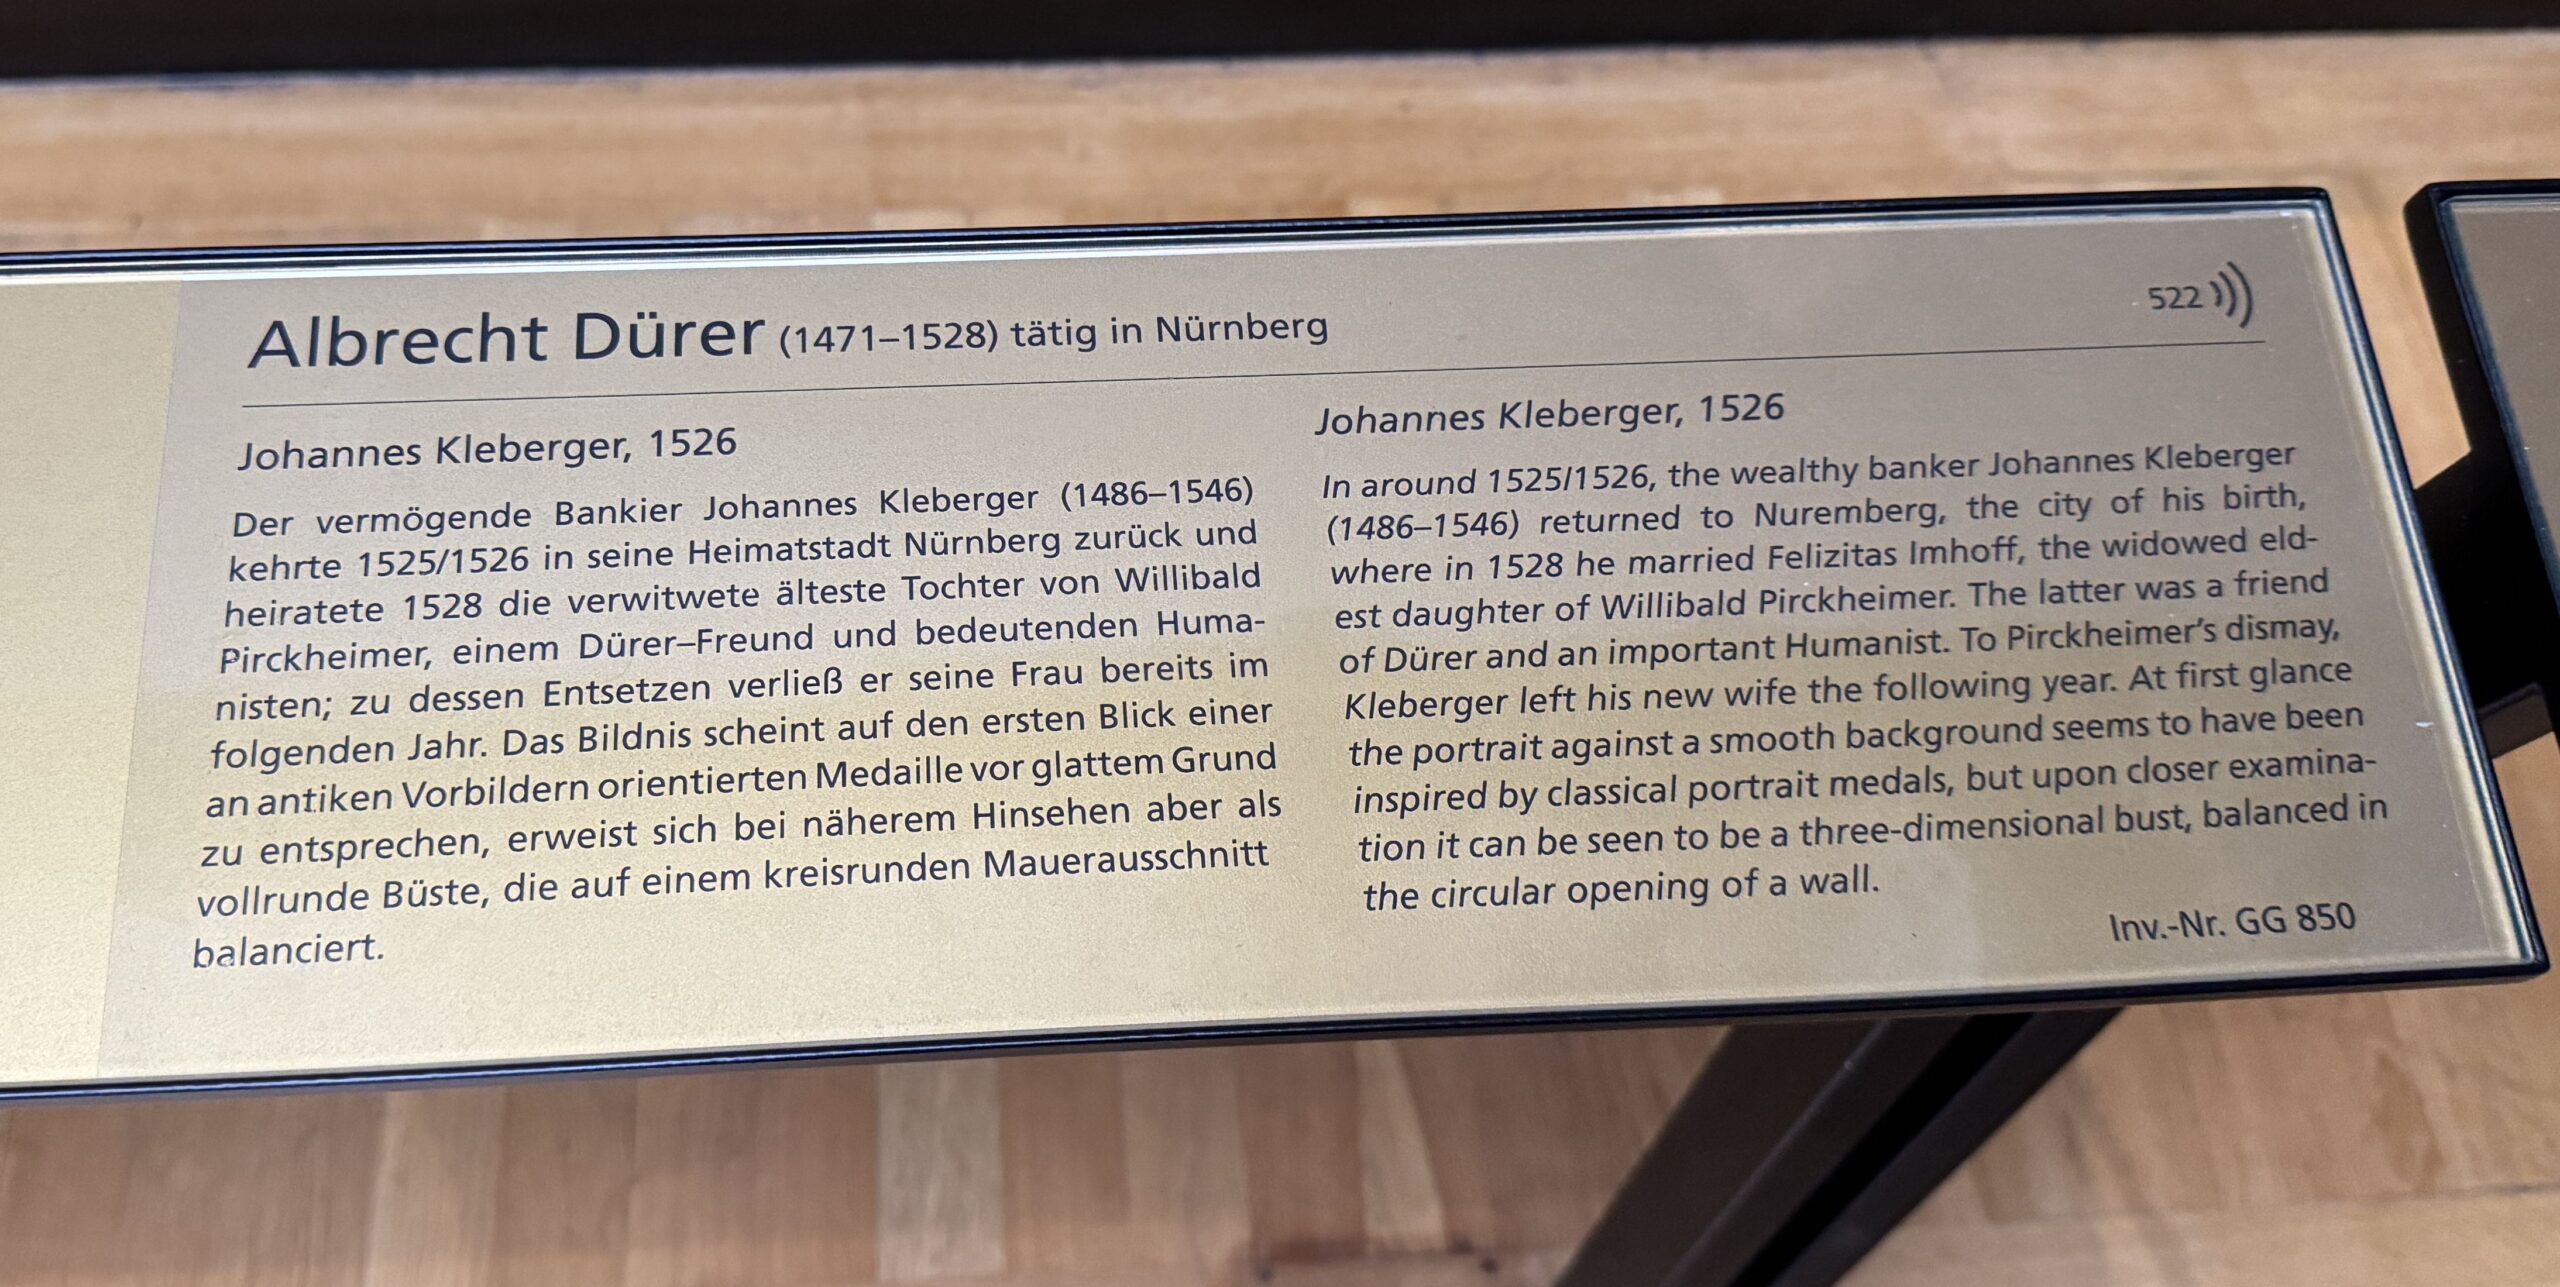 Albrecht Dürer (1471–1528) tätig in Nürnberg
522
Johannes Kleberger, 1526
Der vermögende Bankier Johannes Kleberger (1486–1546)
kehrte 1525/1526 in seine Heimatstadt Nürnberg zurück und
heiratete 1528 die verwitwete älteste Tochter von Willibald
Pirckheimer, einem Dürer–Freund und bedeutenden Huma-
nisten; zu dessen Entsetzen verließ er seine Frau bereits im
folgenden Jahr. Das Bildnis scheint auf den ersten Blick einer
an antiken Vorbildern orientierten Medaille vor glattem Grund
zu entsprechen, erweist sich bei näherem Hinsehen aber als
vollrunde Büste, die auf einem kreisrunden Mauerausschnitt
balanciert.
Johannes Kleberger, 1526
In around 1525/1526, the wealthy banker Johannes Kleberger
(1486–1546) returned to Nuremberg, the city of his birth,
where in 1528 he married Felizitas Imhoff, the widowed eld-
est daughter of Willibald Pirckheimer. The latter was a friend
of Dürer and an important Humanist. To Pirckheimer's dismay,
Kleberger left his new wife the following year. At first glance
the portrait against a smooth background seems to have been
inspired by classical portrait medals, but upon closer examina-
tion it can be seen to be a three-dimensional bust, balanced in
the circular opening of a wall.
Inv.-Nr. GG 850